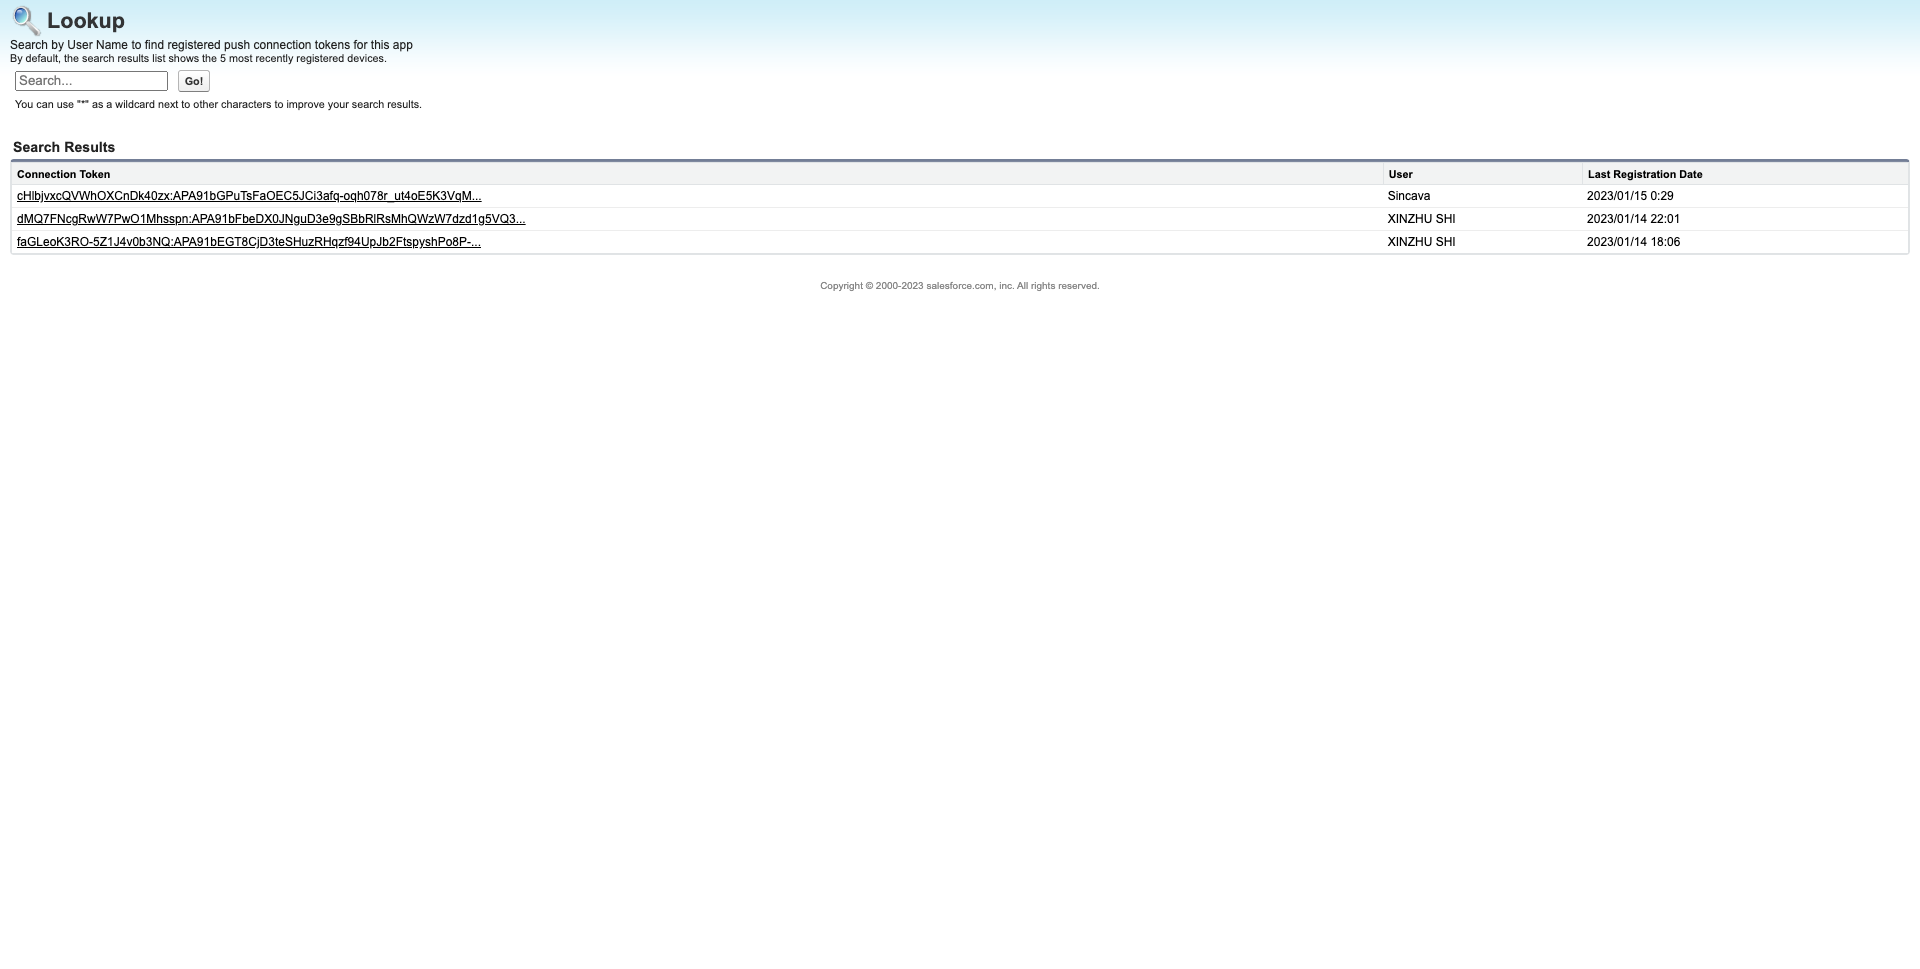 Lookup
Search by User Name to find registered push connection tokens for this app
By default, the search results list shows the 5 most recently registered devices.
Search...
Go!
You can use "*" as a wildcard next to other characters to improve your search results.
Search Results
Connection Token User Last Registration Date
cHlbjvxcQVWhOXCnDk40zx:APA91bGPuTsFaOEC5JCi3afq-oqh078r_ut4oE5K3VqM... Sincava 2023/01/15 0:29
dMQ7FNcgRwW7PwO1Mhsspn:APA91bFbeDX0JNguD3e9gSBbRlRsMhQWzW7dzd1g5VQ3... XINZHU SHI 2023/01/14 22:01
faGLeoK3RO-5Z1J4v0b3NQ:APA91bEGT8CjD3teSHuzRHqzf94UpJb2FtspyshPo8P-... XINZHU SHI 2023/01/14 18:06
Copyright © 2000-2023 salesforce.com, inc. All rights reserved.